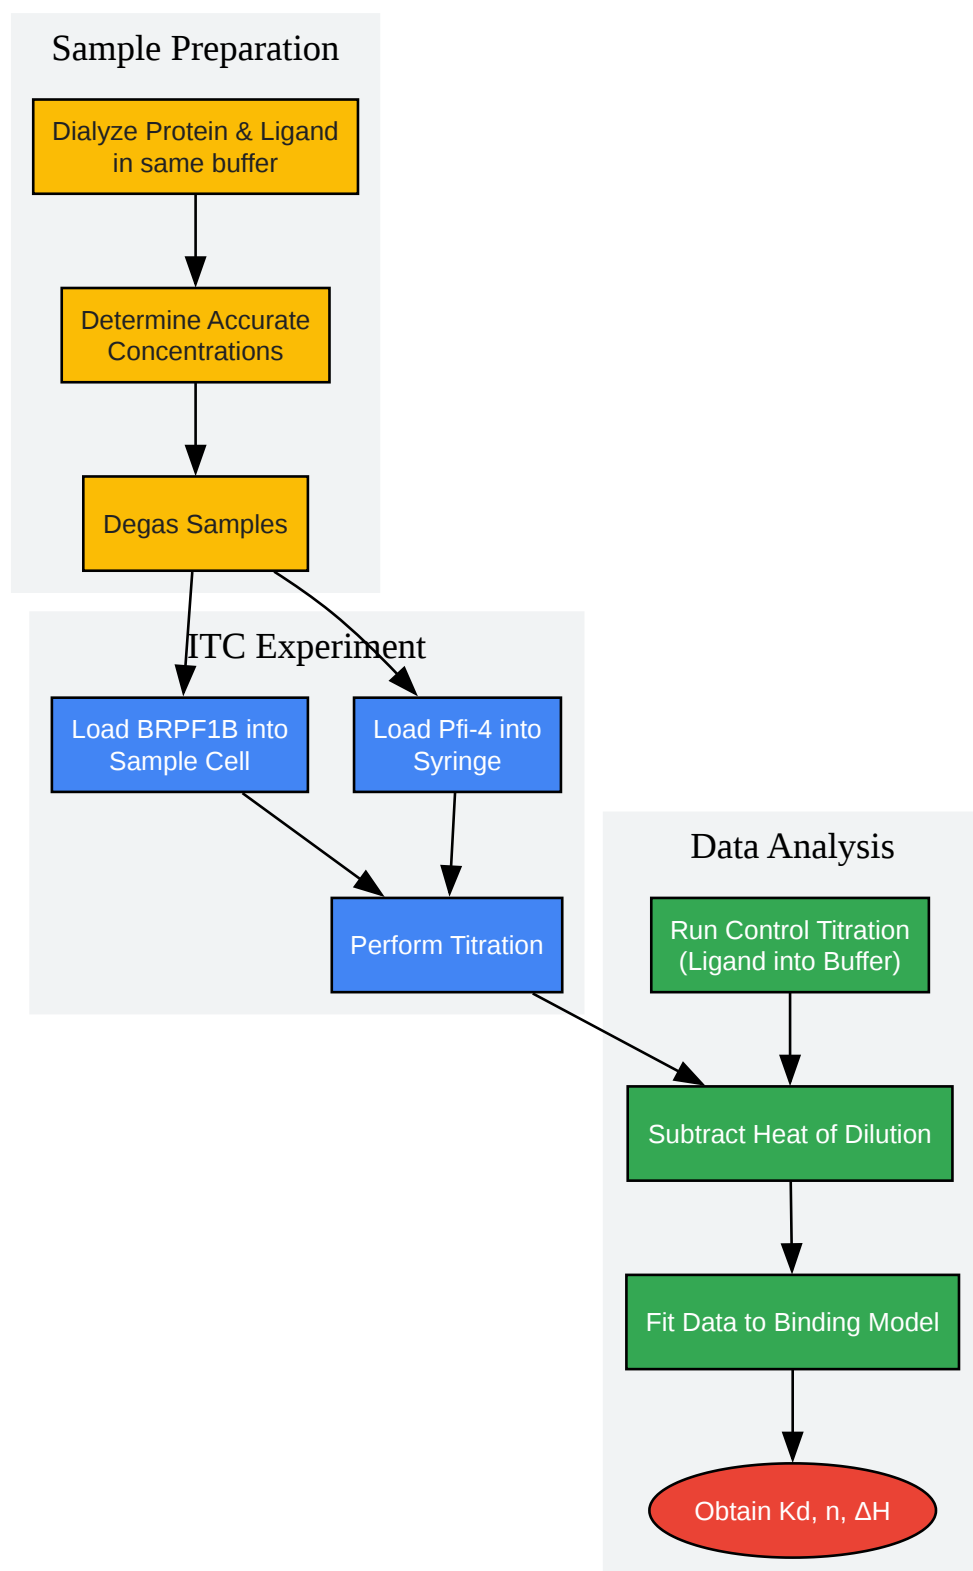 Sample Preparation
Dialyze Protein & Ligand
in same buffer
Determine Accurate
Concentrations
Degas Samples
ITC Experiment
Load BRPF1B into
Sample Cell
Load Pfi-4 into
Syringe
Perform Titration
Data Analysis
Run Control Titration
(Ligand into Buffer)
Subtract Heat of Dilution
Fit Data to Binding Model
Obtain Kd, n, ΔH